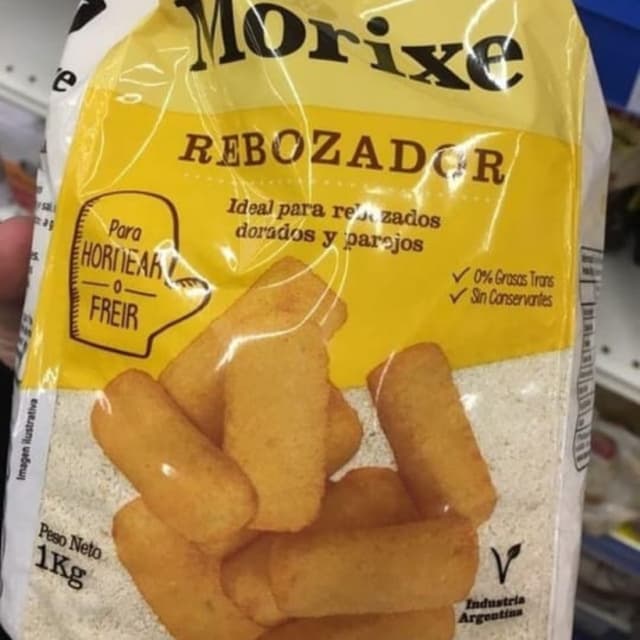 Morixe
REBOZADOR
Ideal para rebozados
dorados y parejos
Para
HORNEAR
o
FREIR
✓ 0% Grasas Trans
✓ Sin Conservantes
Imagen ilustrativa
Peso Neto
1Kg
Industria
Argentina